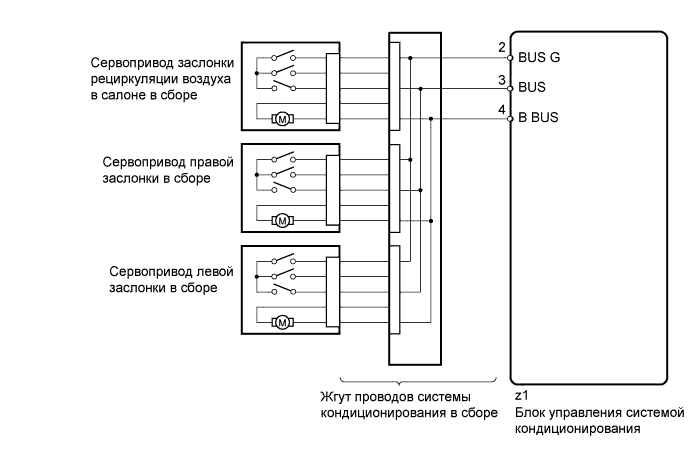 Сервопривод заслонки
рециркуляции воздуха
в салоне в сборе
M
2
BUS G
3
BUS
4
B BUS
Сервопривод правой
заслонки в сборе
M
Сервопривод левой
заслонки в сборе
M
Жгут проводов системы
кондиционирования в сборе
z1
Блок управления системой
кондиционирования